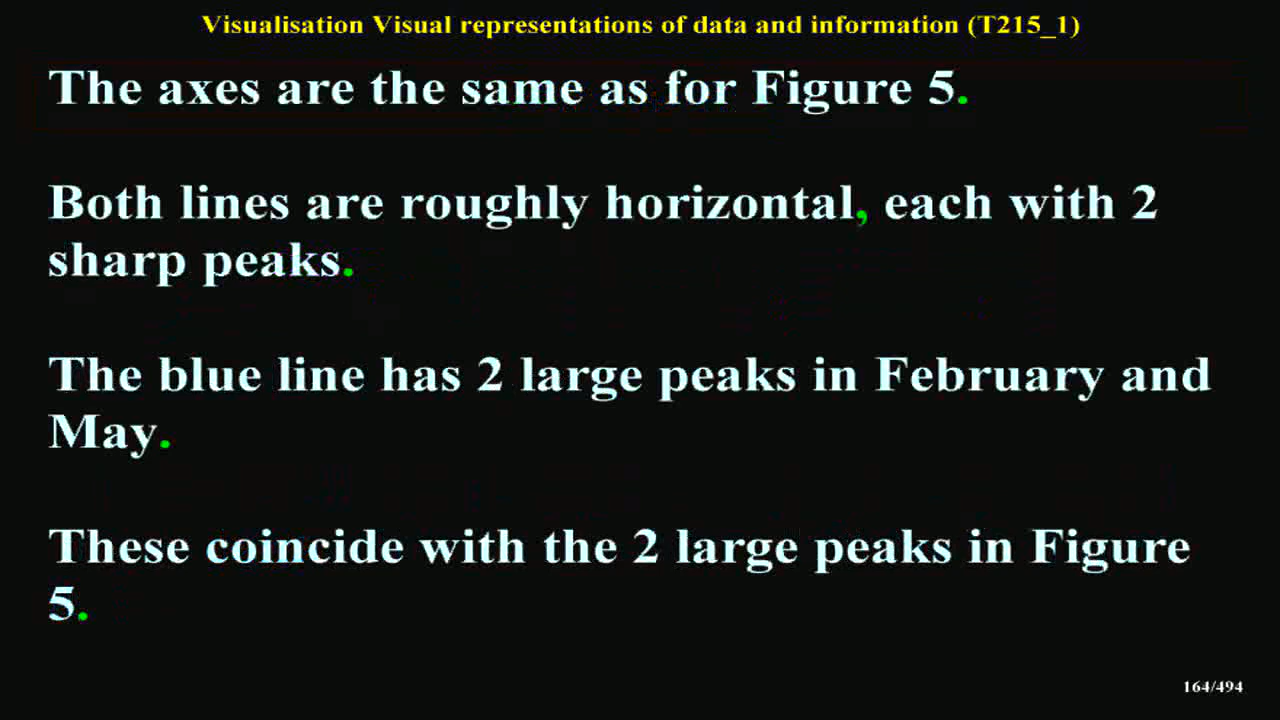 Visualisation Visual representations of data and information (T215_1)
The axes are the same as for Figure 5.
Both lines are roughly horizontal, each with 2
sharp peaks.
The blue line has 2 large peaks in February and
May.
These coincide with the 2 large peaks in Figure
5.
164/494